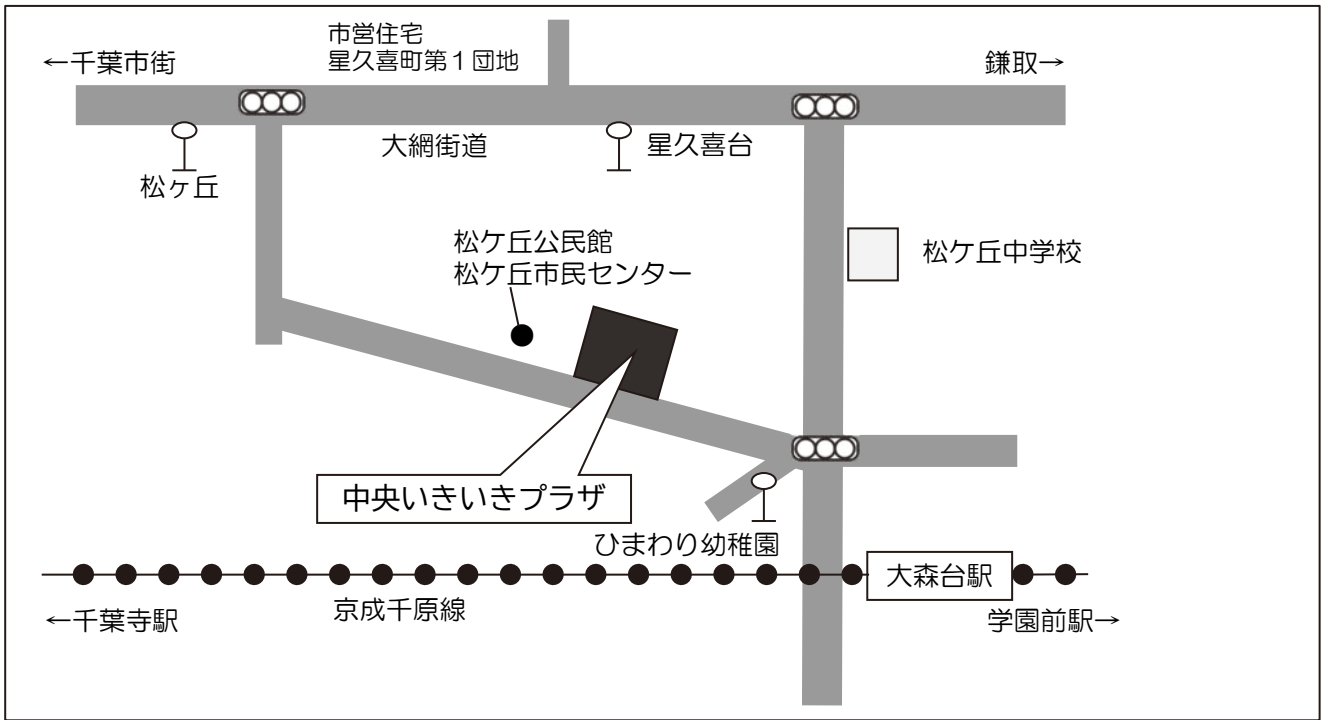 市営住宅
星久喜町第１団地
←千葉市街
鎌取→
大網街道
星久喜台
松ヶ丘
松ケ丘公民館
松ケ丘市民センター
松ケ丘中学校
中央いきいきプラザ
ひまわり幼稚園
大森台駅
←千葉寺駅
京成千原線
学園前駅→